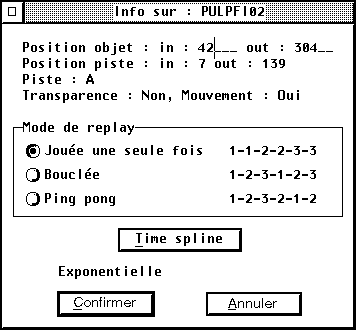 Info sur : PULPFI02
Position objet : in : 42___ out : 304__
Position piste : in : 7 out : 139
Piste : A
Transparence : Non, Mouvement : Oui
Mode de replay
Jouée une seule fois 1-1-2-2-3-3
Bouclée 1-2-3-1-2-3
Ping pong 1-2-3-2-1-2
Time spline
Exponentielle
Confirmer Annuler